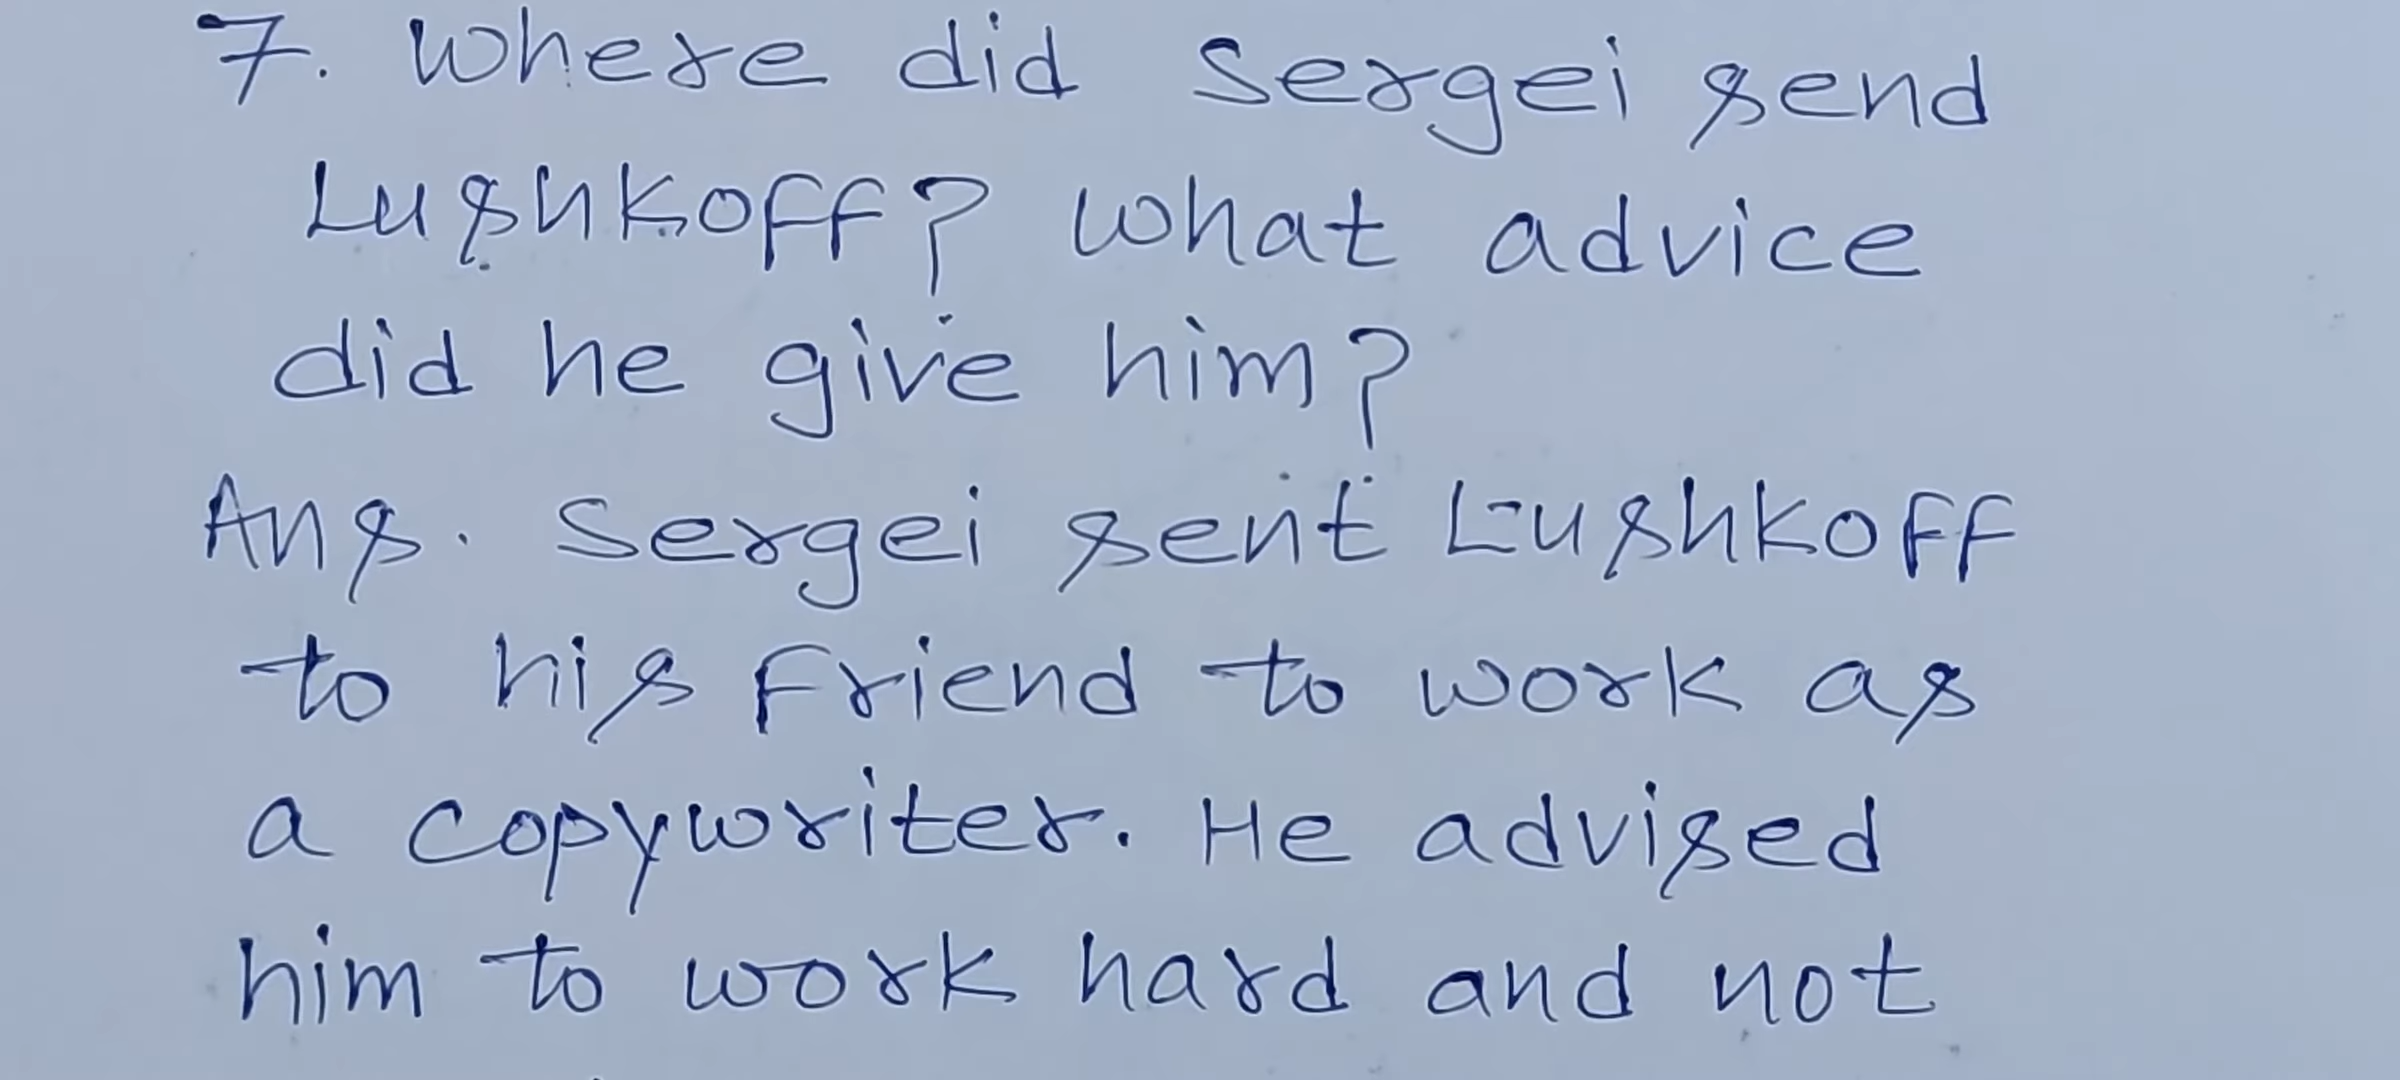 7. Where did Sergei send
Lushkoff? What advice
did he give him?
Ans. Sergei sent Lushkoff
to his friend to work as
a copywriter. He advised
him to work hard and not